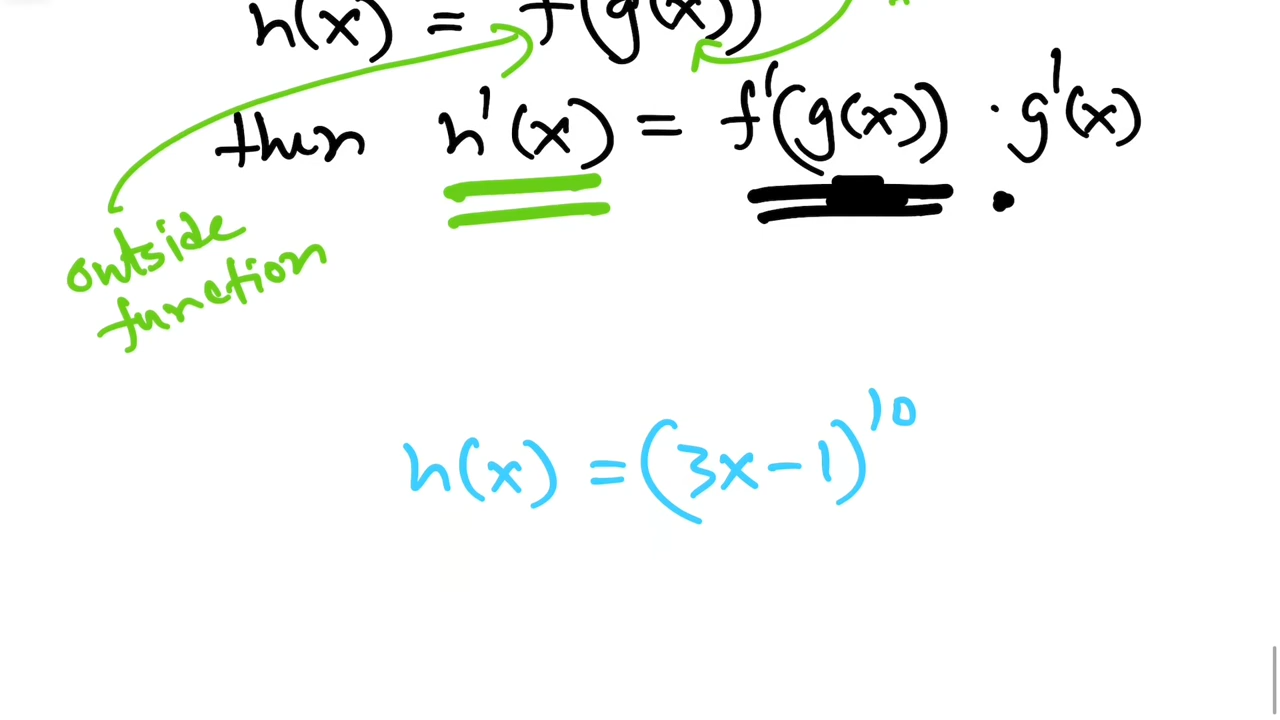 h(x) = f(g(x))
then h'(x) = f'(g(x)) · g'(x)
outside
function
h(x) = (3x-1)^10